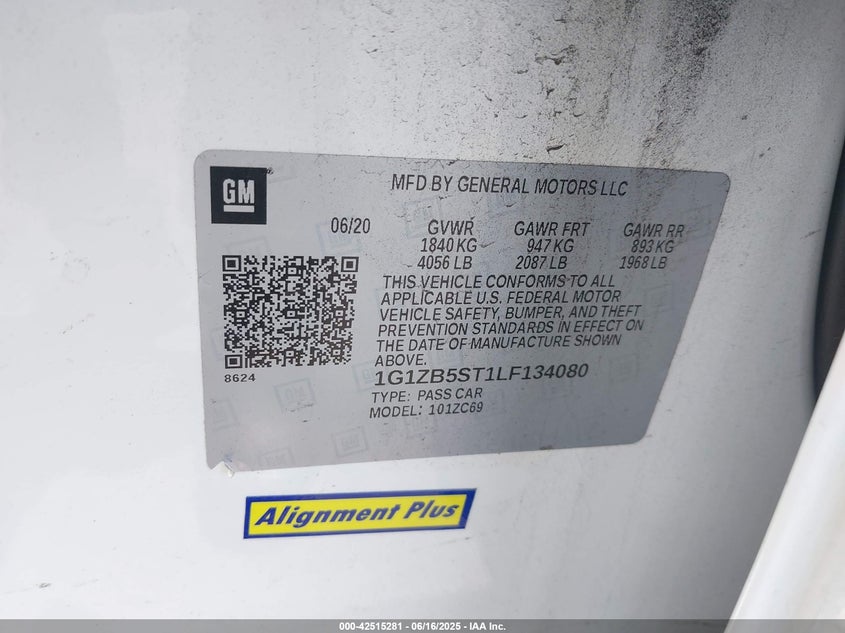 GM
MFD BY GENERAL MOTORS LLC
06/20 GVWR GAWR FRT GAWR RR
1840 KG 947 KG 893 KG
4056 LB 2087 LB 1968 LB
THIS VEHICLE CONFORMS TO ALL
APPLICABLE U.S. FEDERAL MOTOR
VEHICLE SAFETY, BUMPER, AND THEFT
PREVENTION STANDARDS IN EFFECT ON
THE DATE OF MANUFACTURE SHOWN
ABOVE.
8624
1G1ZB5ST1LF134080
TYPE: PASS CAR
MODEL: 101ZC69
Alignment Plus
000-42515281 - 06/16/2025 - IAA Inc.